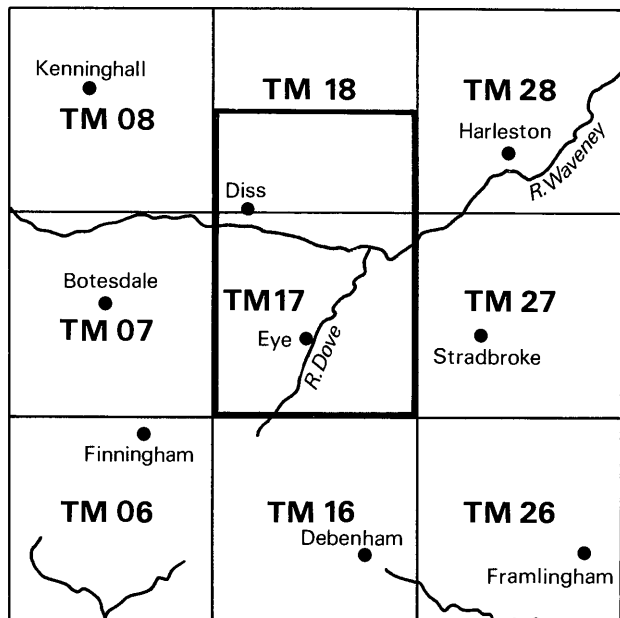 Kenninghall
TM 08
TM 18
TM 28
Harleston
R. Waveney
Diss
Botesdale
TM 07
TM17
Eye
R. Dove
TM 27
Stradbroke
Finningham
TM 06
TM 16
Debenham
TM 26
Framlingham